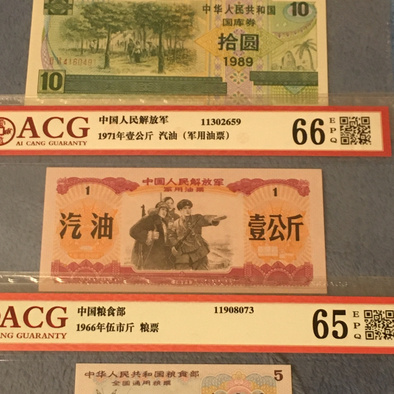 中华人民共和国
国库券
10
拾圆
1989
10
ACG
AI CANG GUARANTY
中国人民解放军 11302659
1971年壹公斤 汽油（军用油票）
66 EPQ
1 中国人民解放军 1
军用油票
汽油
1
壹公斤
ACG
CANG GUARANTY
中国粮食部 11908073
1966年伍市斤 粮票
65 EPQ
中华人民共和国粮食部
全国通用粮票
5